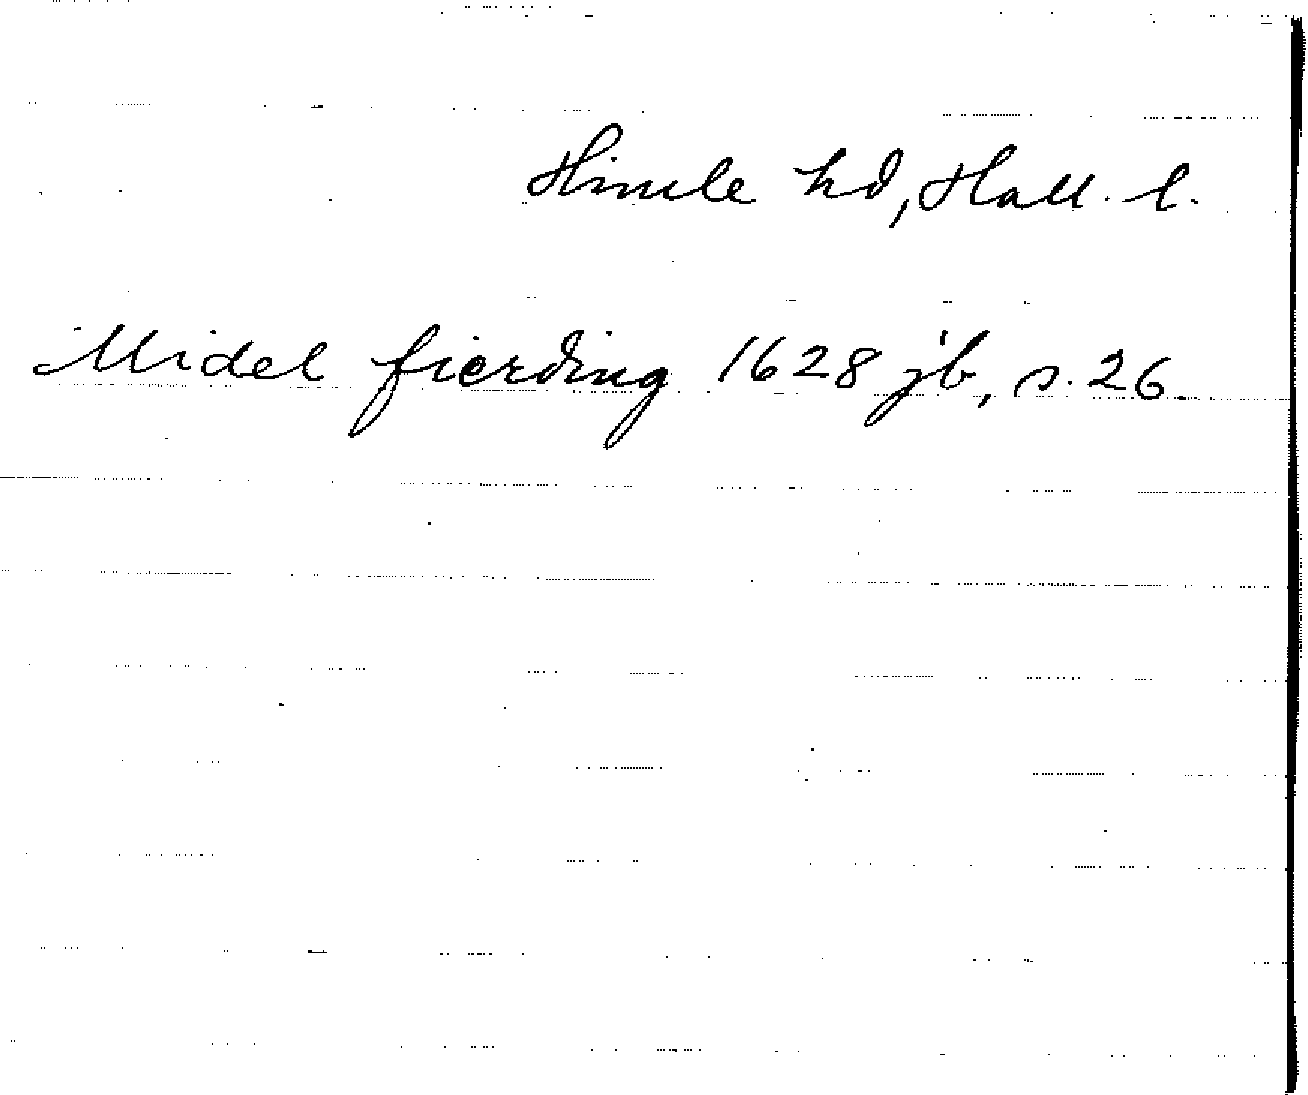 Himle hd, Hall. l.
Midel fierding 1628 jb, s. 26.